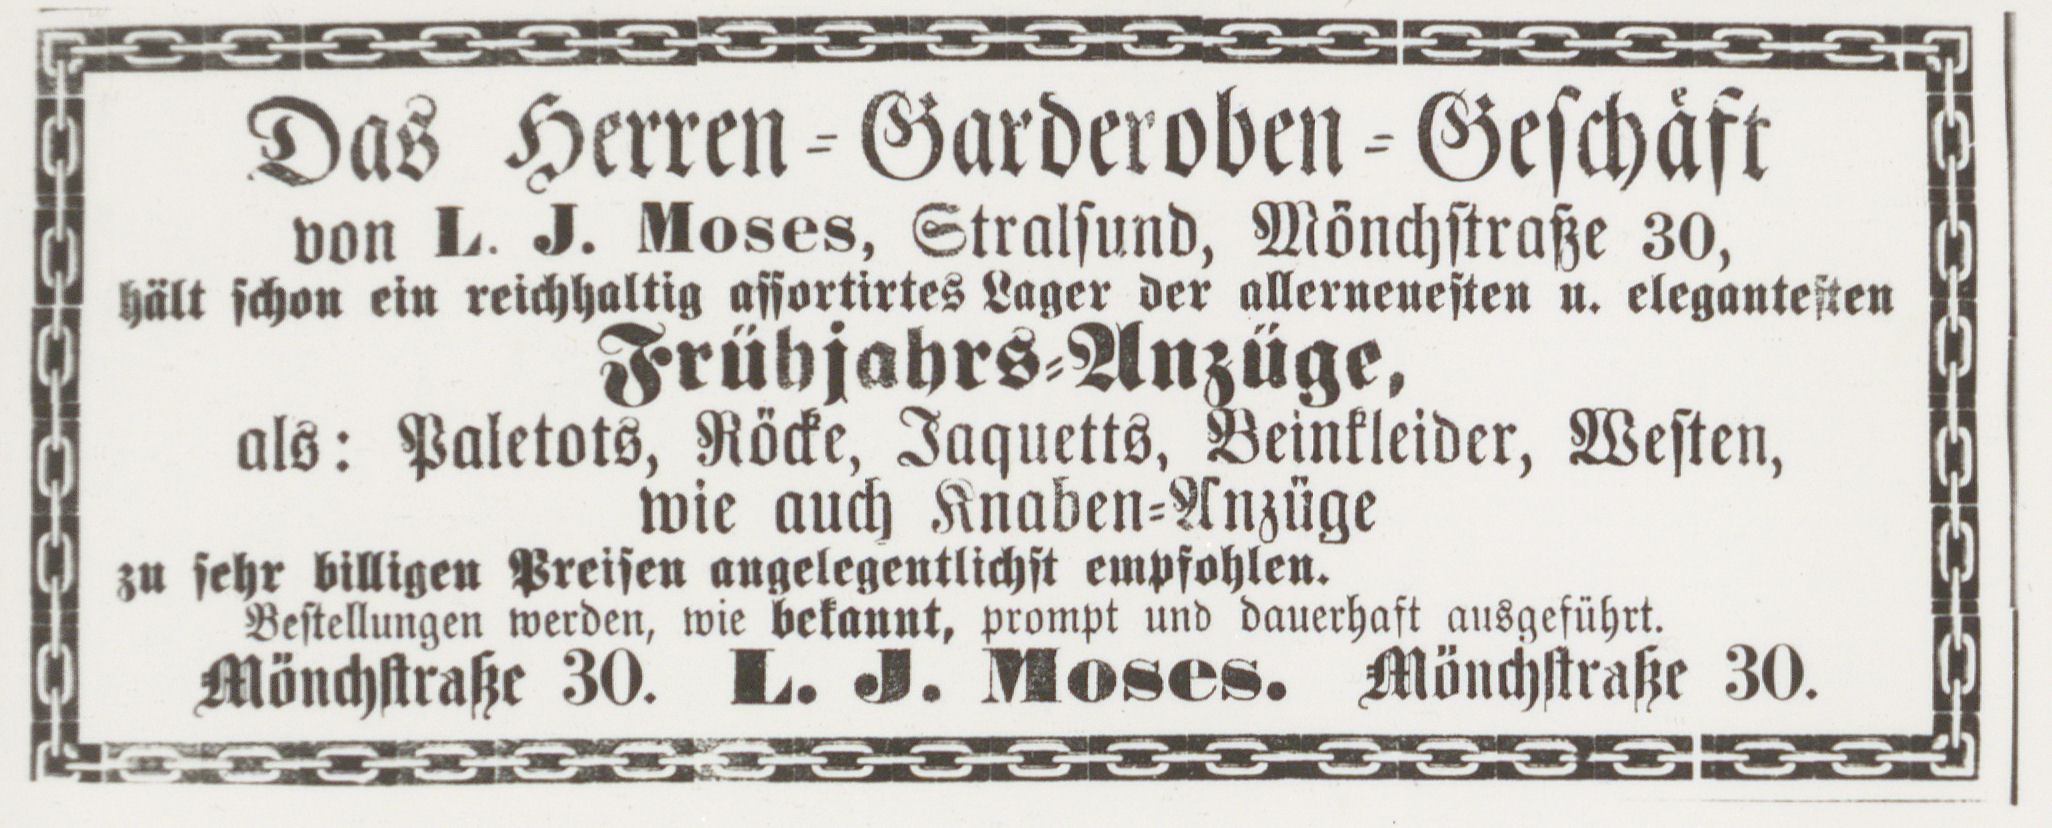 Das Herren-Garderoben-Geschäft
von L. J. Moses, Stralsund, Mönchstraße 30,
hält schon ein reichhaltig assortirtes Lager der allerneuesten u. elegantesten
Frühjahrs-Anzüge,
als: Paletots, Röcke, Jaquetts, Beinkleider, Westen,
wie auch Knaben-Anzüge
zu sehr billigen Preisen angelegentlichst empfohlen.
Bestellungen werden, wie bekannt, prompt und dauerhaft ausgeführt.
Mönchstraße 30. L. J. Moses. Mönchstraße 30.